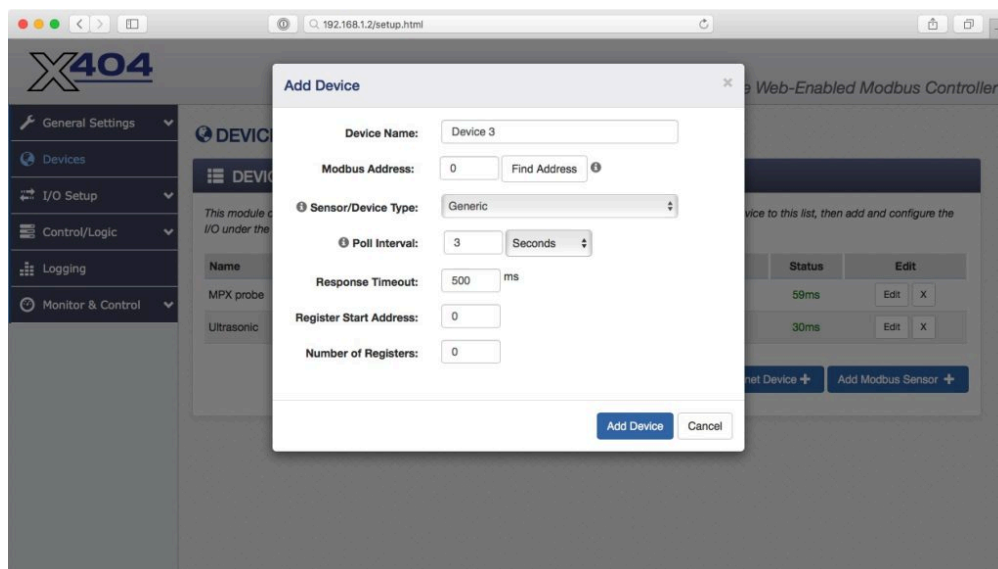 192.168.1.2/setup.html
X404
Web-Enabled Modbus Controller
General Settings
Devices
I/O Setup
Control/Logic
Logging
Monitor & Control
Add Device
×
Device Name: Device 3
Modbus Address: 0 Find Address
Sensor/Device Type: Generic
Poll Interval: 3 Seconds
Response Timeout: 500 ms
Register Start Address: 0
Number of Registers: 0
Add Device Cancel
This module
vice to this list, then add and configure the
I/O under the
Name Status Edit
MPX probe 59ms Edit X
Ultrasonic 30ms Edit X
net Device + Add Modbus Sensor +